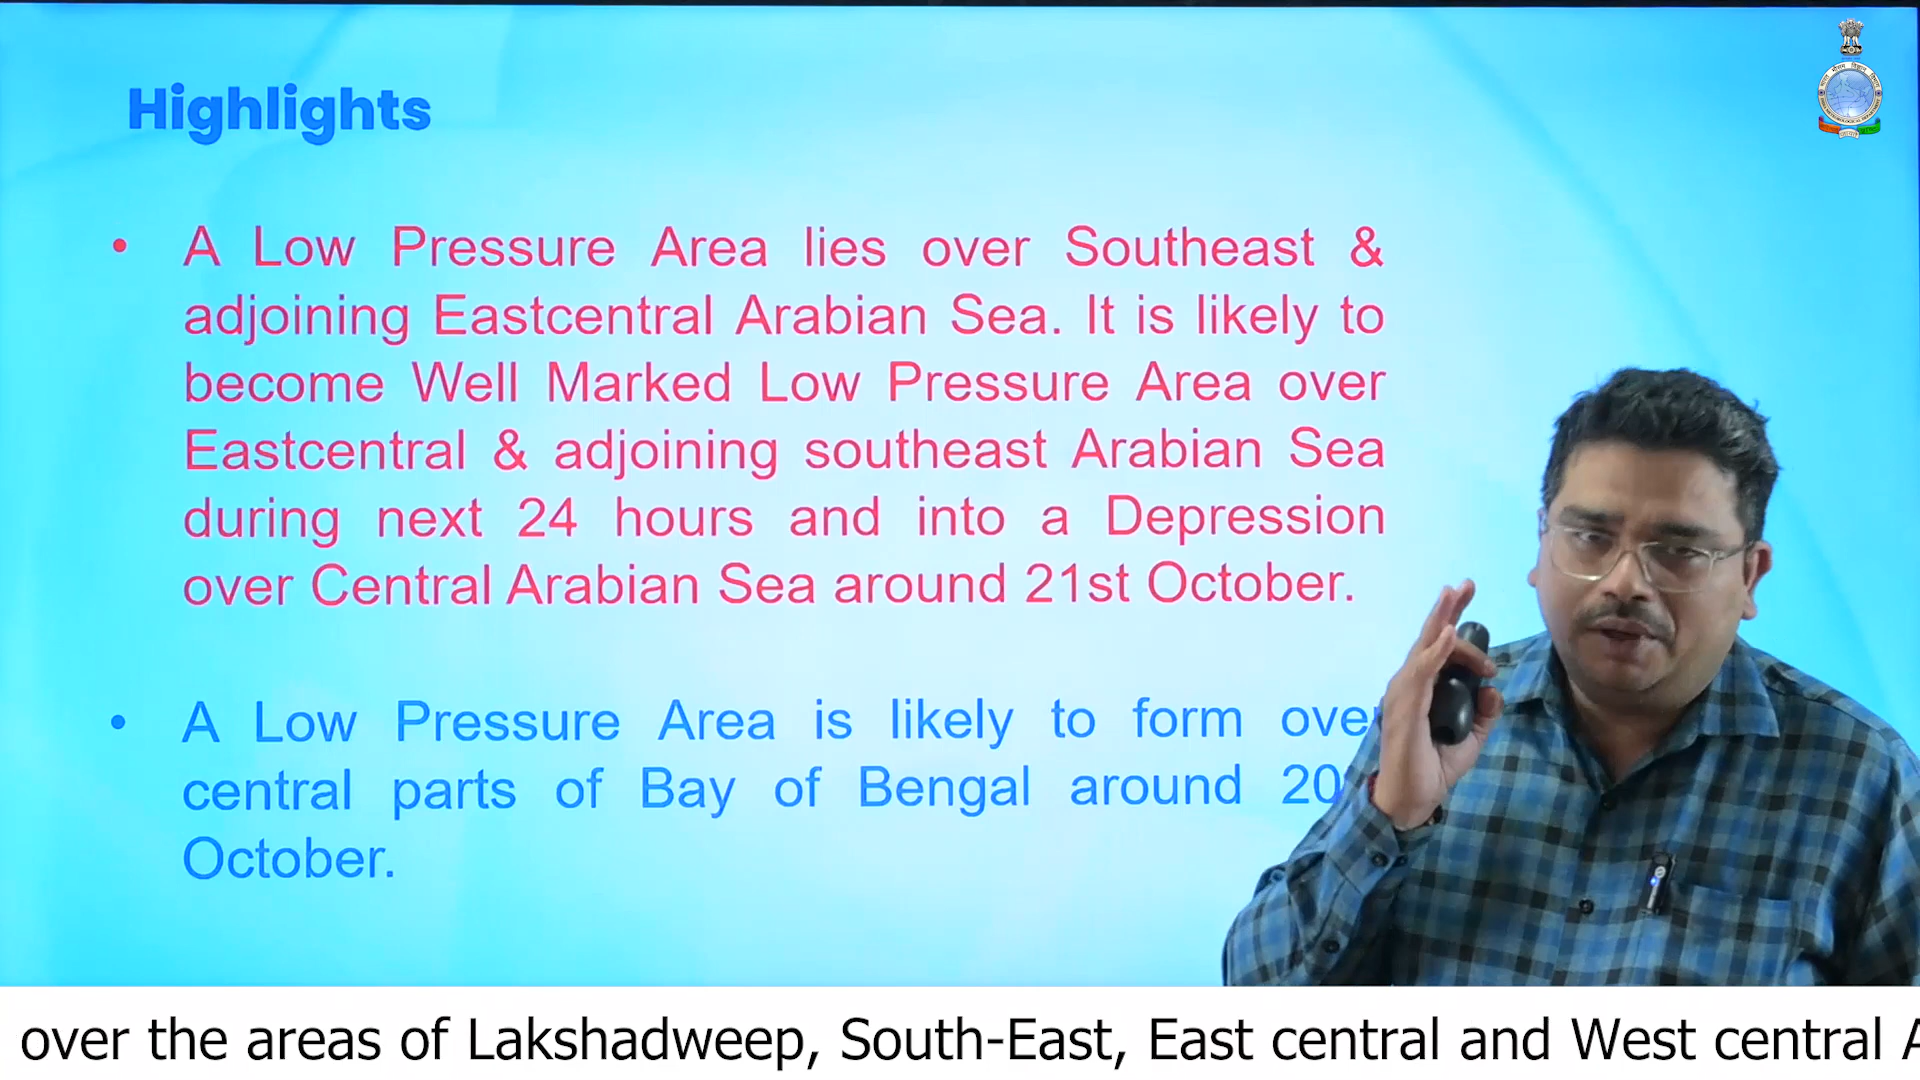 Highlights
• A Low Pressure Area lies over Southeast &
adjoining Eastcentral Arabian Sea. It is likely to
become Well Marked Low Pressure Area over
Eastcentral & adjoining southeast Arabian Sea
during next 24 hours and into a Depression
over Central Arabian Sea around 21st October.
• A Low Pressure Area is likely to form over
central parts of Bay of Bengal around
October.
over the areas of Lakshadweep, South-East, East central and West central